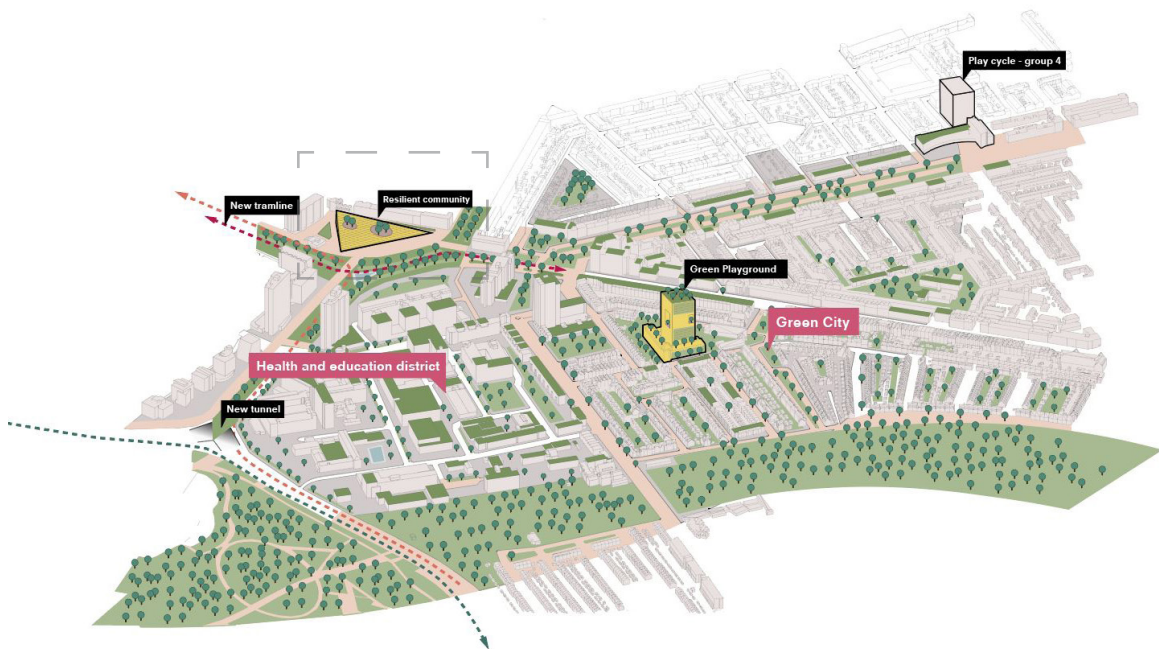 Play cycle - group 4
Resilient community
New tramline
Green Playground
Green City
Health and education district
New tunnel